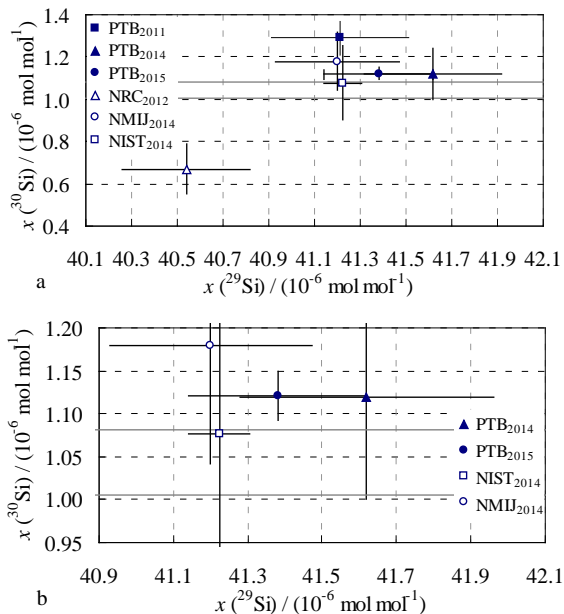 1.6
1.4
1.2
1.0
0.8
0.6
0.4
x (³⁰Si) / (10⁻⁶ mol mol⁻¹)
PTB₂₀₁₁
PTB₂₀₁₄
PTB₂₀₁₅
NRC₂₀₁₂
NMIJ₂₀₁₄
NIST₂₀₁₄
40.1 40.3 40.5 40.7 40.9 41.1 41.3 41.5 41.7 41.9 42.1
a x (²⁹Si) / (10⁻⁶ mol mol⁻¹)
1.20
1.15
1.10
1.05
1.00
0.95
x (³⁰Si) / (10⁻⁶ mol mol⁻¹)
PTB₂₀₁₄
PTB₂₀₁₅
NIST₂₀₁₄
NMIJ₂₀₁₄
40.9 41.1 41.3 41.5 41.7 41.9 42.1
b x (²⁹Si) / (10⁻⁶ mol mol⁻¹)